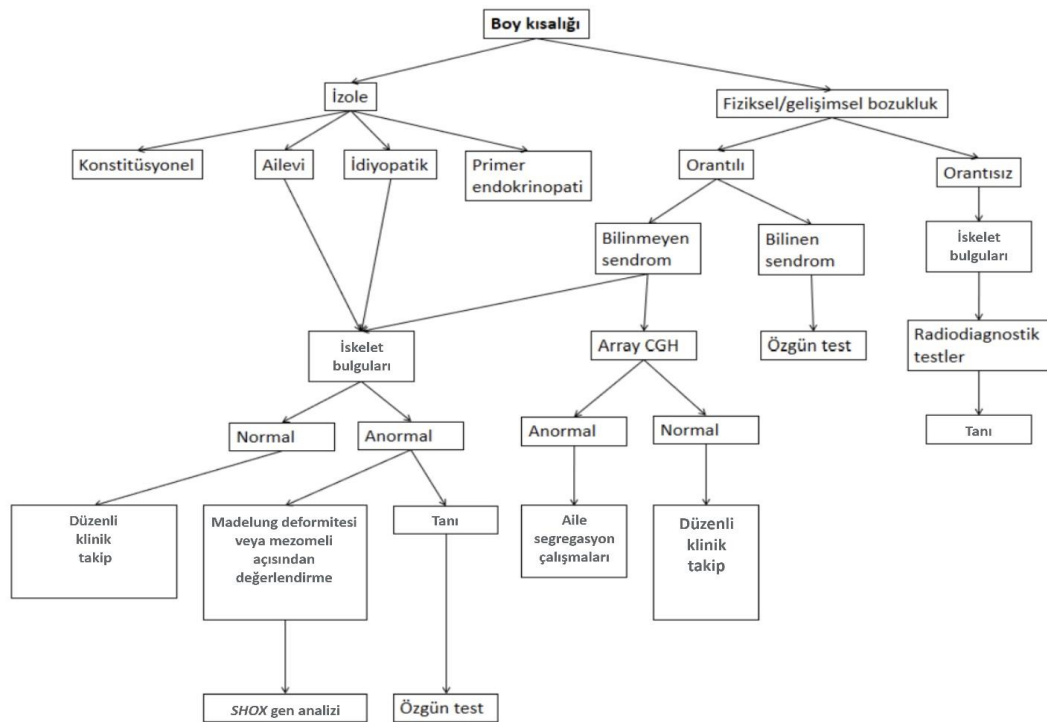 Boy kısalığı
İzole
Fiziksel/gelişimsel bozukluk
Konstitüsyonel
Ailevi
İdiyopatik
Primer
endokrinopati
Orantılı
Orantısız
Bilinmeyen
sendrom
Bilinen
sendrom
İskelet
bulguları
İskelet
bulguları
Array CGH
Özgün test
Radiodiagnostik
testler
Normal
Anormal
Anormal
Normal
Tanı
Düzenli
klinik
takip
Madelung deformitesi
veya mezomeli
açısından
değerlendirme
Tanı
Aile
segregasyon
çalışmaları
Düzenli
klinik
takip
SHOX gen analizi
Özgün test